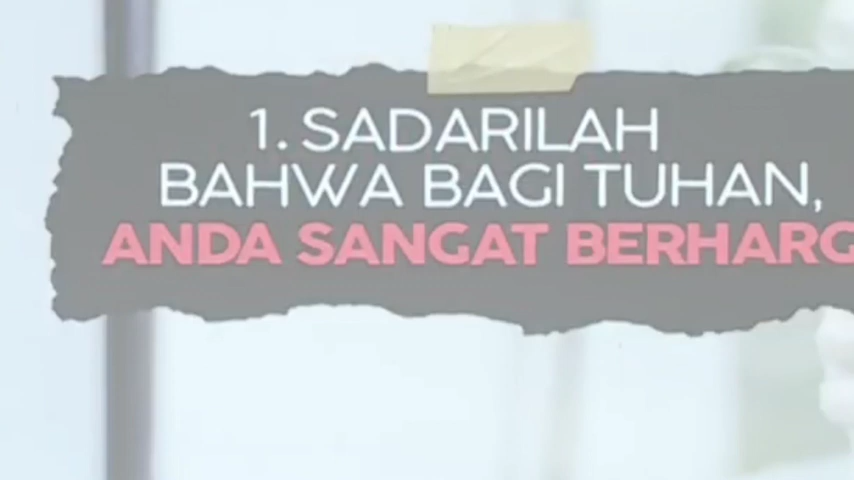 1. SADARILAH
BAHWA BAGI TUHAN,
ANDA SANGAT BERHARG